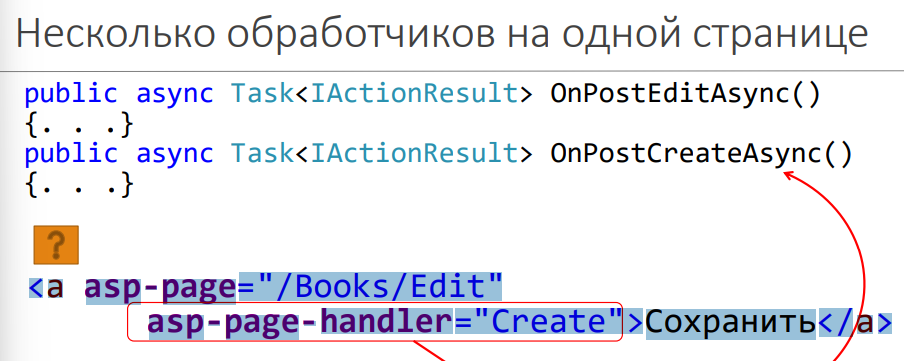 Несколько обработчиков на одной странице
public async Task<IActionResult> OnPostEditAsync()
{. . .}
public async Task<IActionResult> OnPostCreateAsync()
{. . .}
?
<a asp-page="/Books/Edit"
asp-page-handler="Create">Сохранить</a>